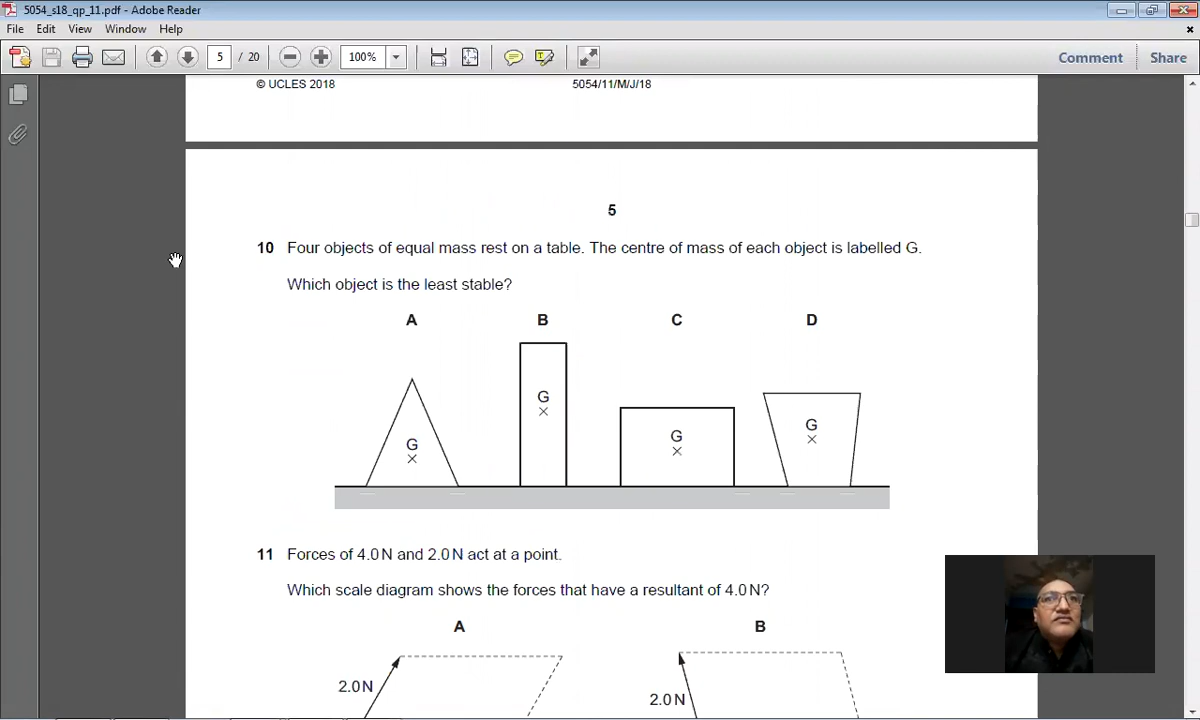 5054_s18_qp_11.pdf - Adobe Reader
File Edit View Window Help
5 / 20 100% Comment Share
© UCLES 2018 5054/11/M/J/18
5
10 Four objects of equal mass rest on a table. The centre of mass of each object is labelled G.
Which object is the least stable?
A B C D
G G G G
11 Forces of 4.0 N and 2.0 N act at a point.
Which scale diagram shows the forces that have a resultant of 4.0 N?
A B
2.0 N 2.0 N